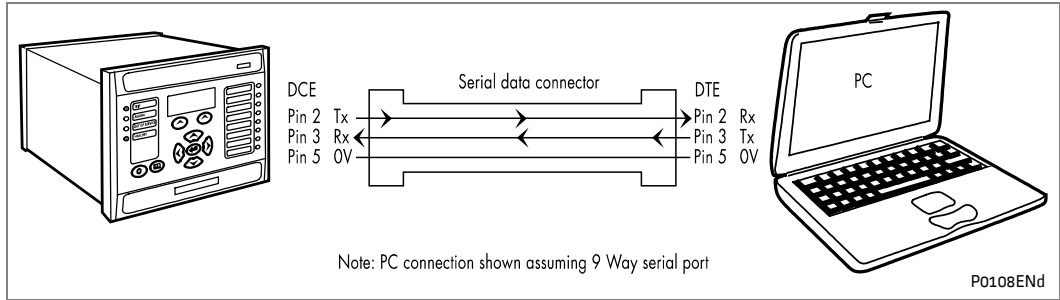 DCE
Serial data connector
DTE
PC
Pin 2 Tx
Pin 2 Rx
Pin 3 Rx
Pin 3 Tx
Pin 5 0V
Pin 5 0V
Note: PC connection shown assuming 9 Way serial port
P0108ENd